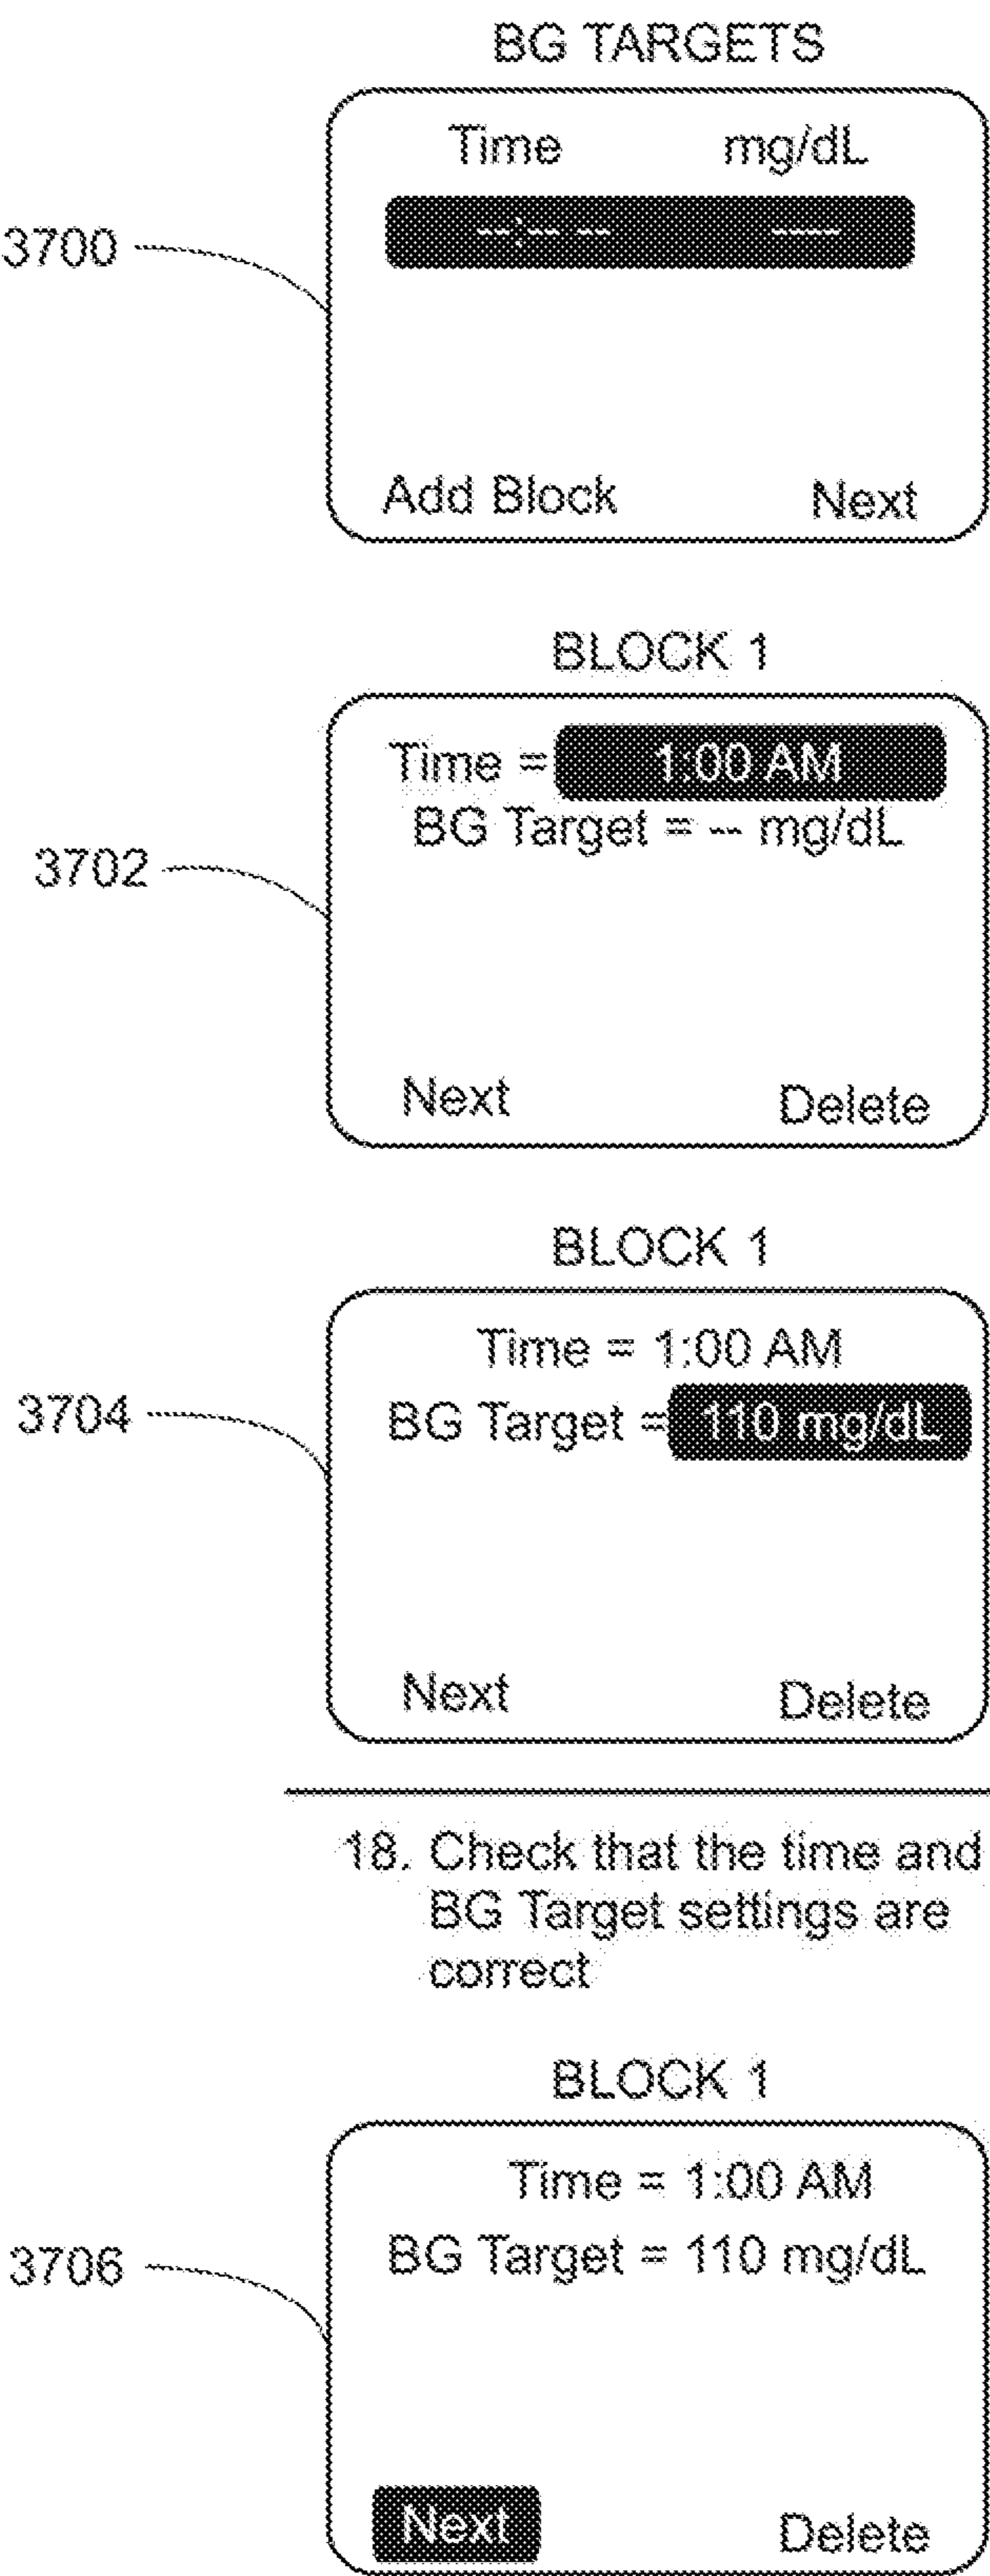 BG TARGETS
Time mg/dL
--:-- -- ----
3700
Add Block Next
BLOCK 1
Time = 1:00 AM
BG Target = -- mg/dL
3702
Next Delete
BLOCK 1
Time = 1:00 AM
3704
BG Target = 110 mg/dL
Next Delete
18. Check that the time and
BG Target settings are
correct
BLOCK 1
Time = 1:00 AM
BG Target = 110 mg/dL
3706
Next Delete